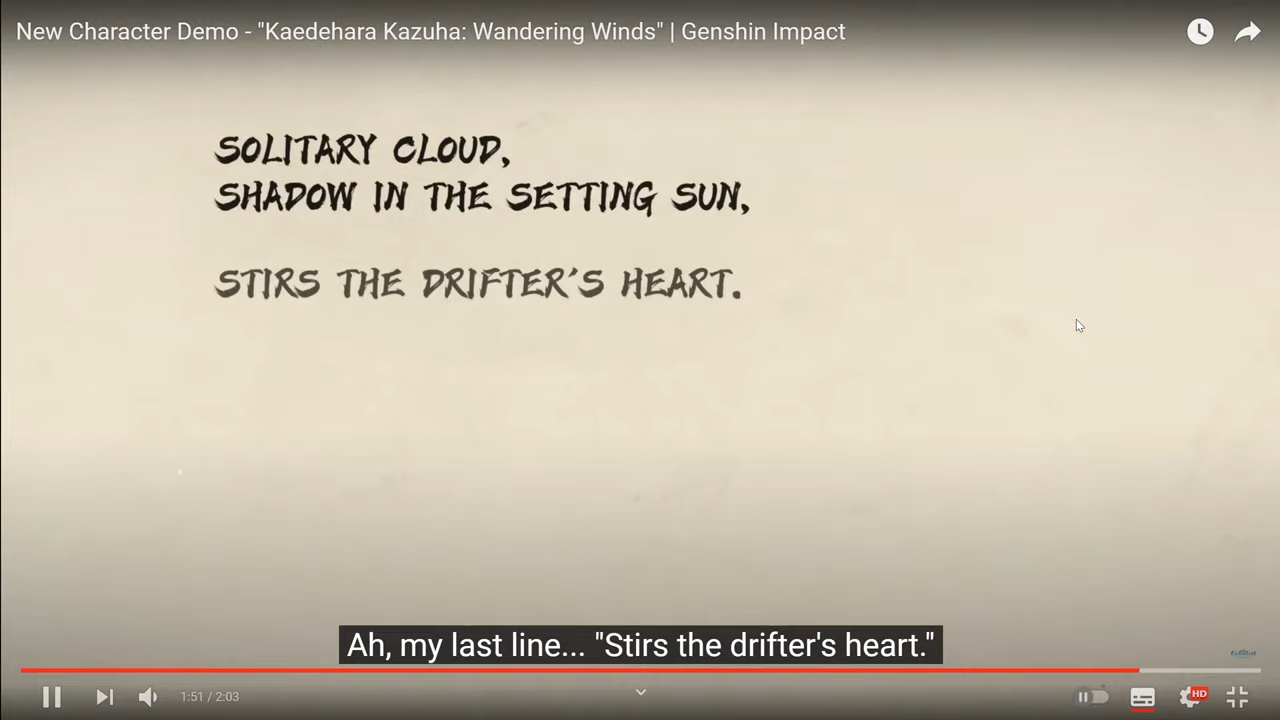 New Character Demo - "Kaedehara Kazuha: Wandering Winds" | Genshin Impact
SOLITARY CLOUD,
SHADOW IN THE SETTING SUN,
STIRS THE DRIFTER'S HEART.
Ah, my last line... "Stirs the drifter's heart."
1:51 / 2:03
HD